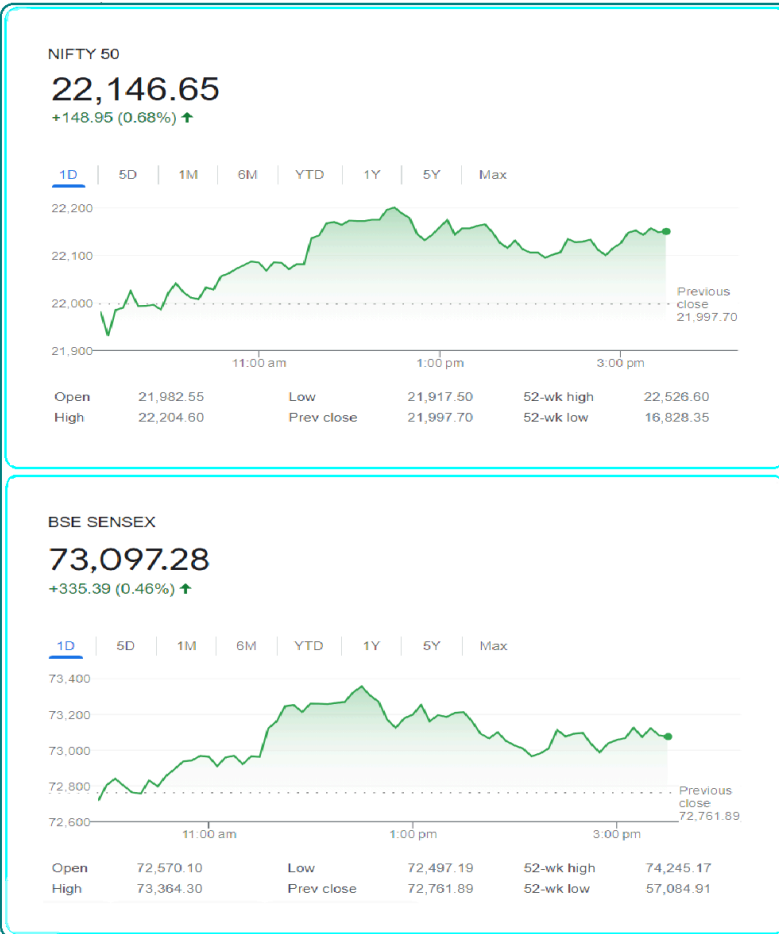 NIFTY 50
22,146.65
+148.95 (0.68%) ↑
1D 5D 1M 6M YTD 1Y 5Y Max
22,200
22,100
22,000
21,900
Previous
close
21,997.70
11:00 am 1:00 pm 3:00 pm
Open 21,982.55 Low 21,917.50 52-wk high 22,526.60
High 22,204.60 Prev close 21,997.70 52-wk low 16,828.35
BSE SENSEX
73,097.28
+335.39 (0.46%) ↑
1D 5D 1M 6M YTD 1Y 5Y Max
73,400
73,200
73,000
72,800
72,600
Previous
close
72,761.89
11:00 am 1:00 pm 3:00 pm
Open 72,570.10 Low 72,497.19 52-wk high 74,245.17
High 73,364.30 Prev close 72,761.89 52-wk low 57,084.91